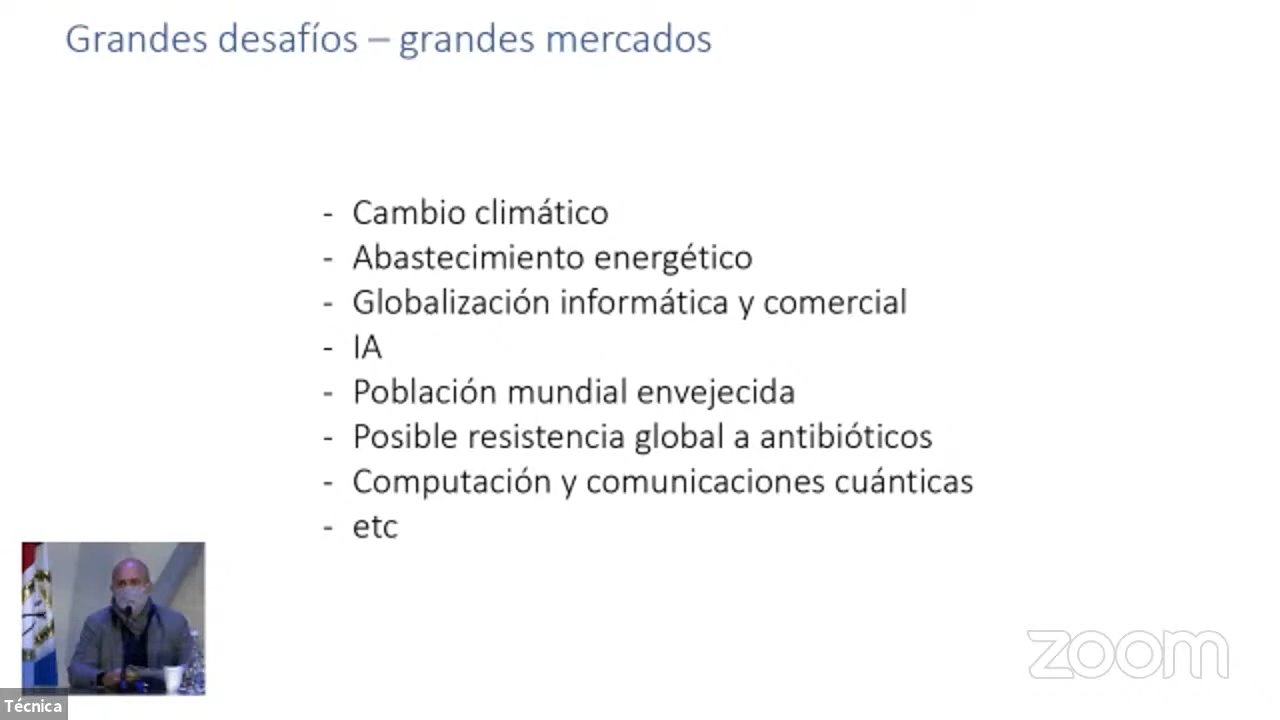 Grandes desafíos – grandes mercados
- Cambio climático
- Abastecimiento energético
- Globalización informática y comercial
- IA
- Población mundial envejecida
- Posible resistencia global a antibióticos
- Computación y comunicaciones cuánticas
- etc
zoom
Técnica